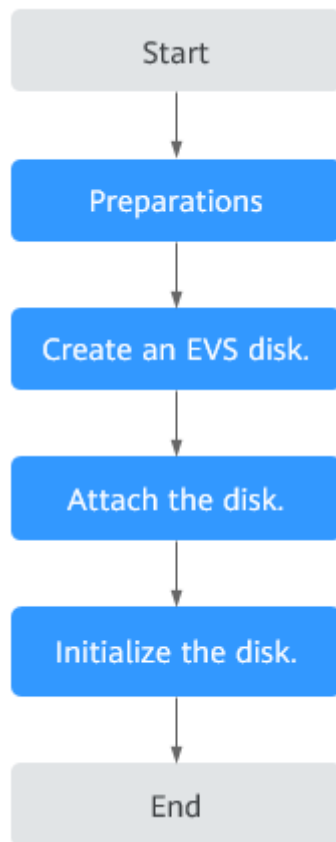 Start
Preparations
Create an EVS disk.
Attach the disk.
Initialize the disk.
End